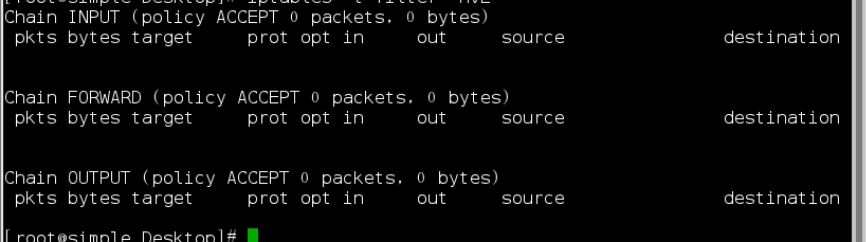 [root@simple Desktop]# iptables -t filter -nvL
Chain INPUT (policy ACCEPT 0 packets, 0 bytes)
pkts bytes target prot opt in out source destination
Chain FORWARD (policy ACCEPT 0 packets, 0 bytes)
pkts bytes target prot opt in out source destination
Chain OUTPUT (policy ACCEPT 0 packets, 0 bytes)
pkts bytes target prot opt in out source destination
[root@simple Desktop]#